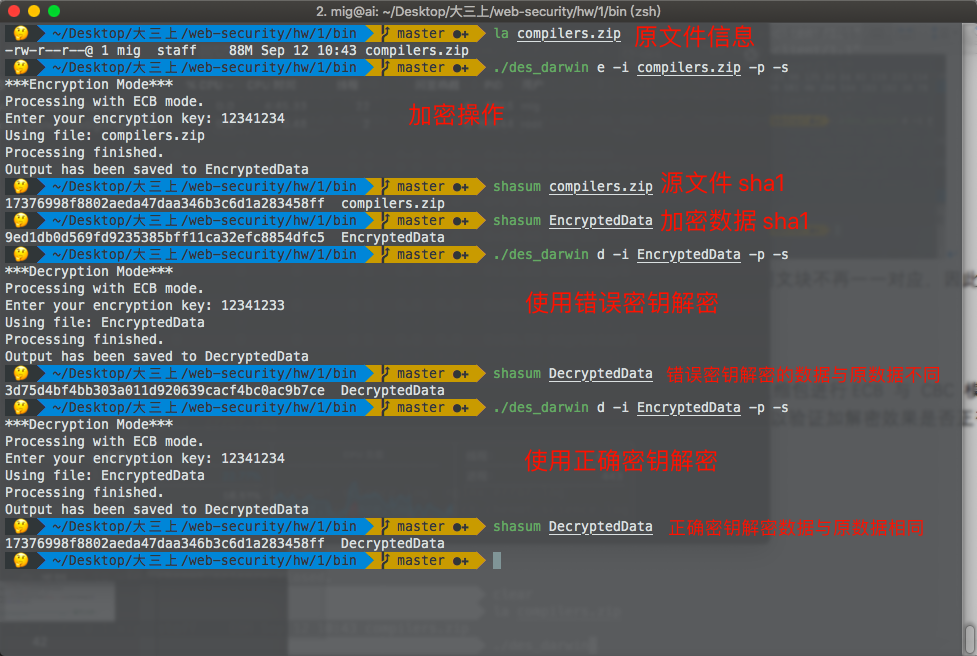 2. mig@ai: ~/Desktop/大三上/web-security/hw/1/bin (zsh)
~/Desktop/大三上/web-security/hw/1/bin master ●+ la compilers.zip 原文件信息
-rw-r--r--@ 1 mig staff 88M Sep 12 10:43 compilers.zip
~/Desktop/大三上/web-security/hw/1/bin master ●+ ./des_darwin e -i compilers.zip -p -s
***Encryption Mode***
Processing with ECB mode.
Enter your encryption key: 12341234 加密操作
Using file: compilers.zip
Processing finished.
Output has been saved to EncryptedData
~/Desktop/大三上/web-security/hw/1/bin master ●+ shasum compilers.zip 源文件 sha1
17376998f8802aeda47daa346b3c6d1a283458ff compilers.zip
~/Desktop/大三上/web-security/hw/1/bin master ●+ shasum EncryptedData 加密数据 sha1
9ed1db0d569fd9235385bff11ca32efc8854dfc5 EncryptedData
~/Desktop/大三上/web-security/hw/1/bin master ●+ ./des_darwin d -i EncryptedData -p -s
***Decryption Mode***
Processing with ECB mode.
Enter your encryption key: 12341233 使用错误密钥解密
Using file: EncryptedData
Processing finished.
Output has been saved to DecryptedData
~/Desktop/大三上/web-security/hw/1/bin master ●+ shasum DecryptedData 错误密钥解密的数据与原数据不同
3d75d4bf4bb303a011d920639cacf4bc0ac9b7ce DecryptedData
~/Desktop/大三上/web-security/hw/1/bin master ●+ ./des_darwin d -i EncryptedData -p -s
***Decryption Mode***
Processing with ECB mode.
Enter your encryption key: 12341234 使用正确密钥解密
Using file: EncryptedData
Processing finished.
Output has been saved to DecryptedData
~/Desktop/大三上/web-security/hw/1/bin master ●+ shasum DecryptedData 正确密钥解密数据与原数据相同
17376998f8802aeda47daa346b3c6d1a283458ff DecryptedData
~/Desktop/大三上/web-security/hw/1/bin master ●+